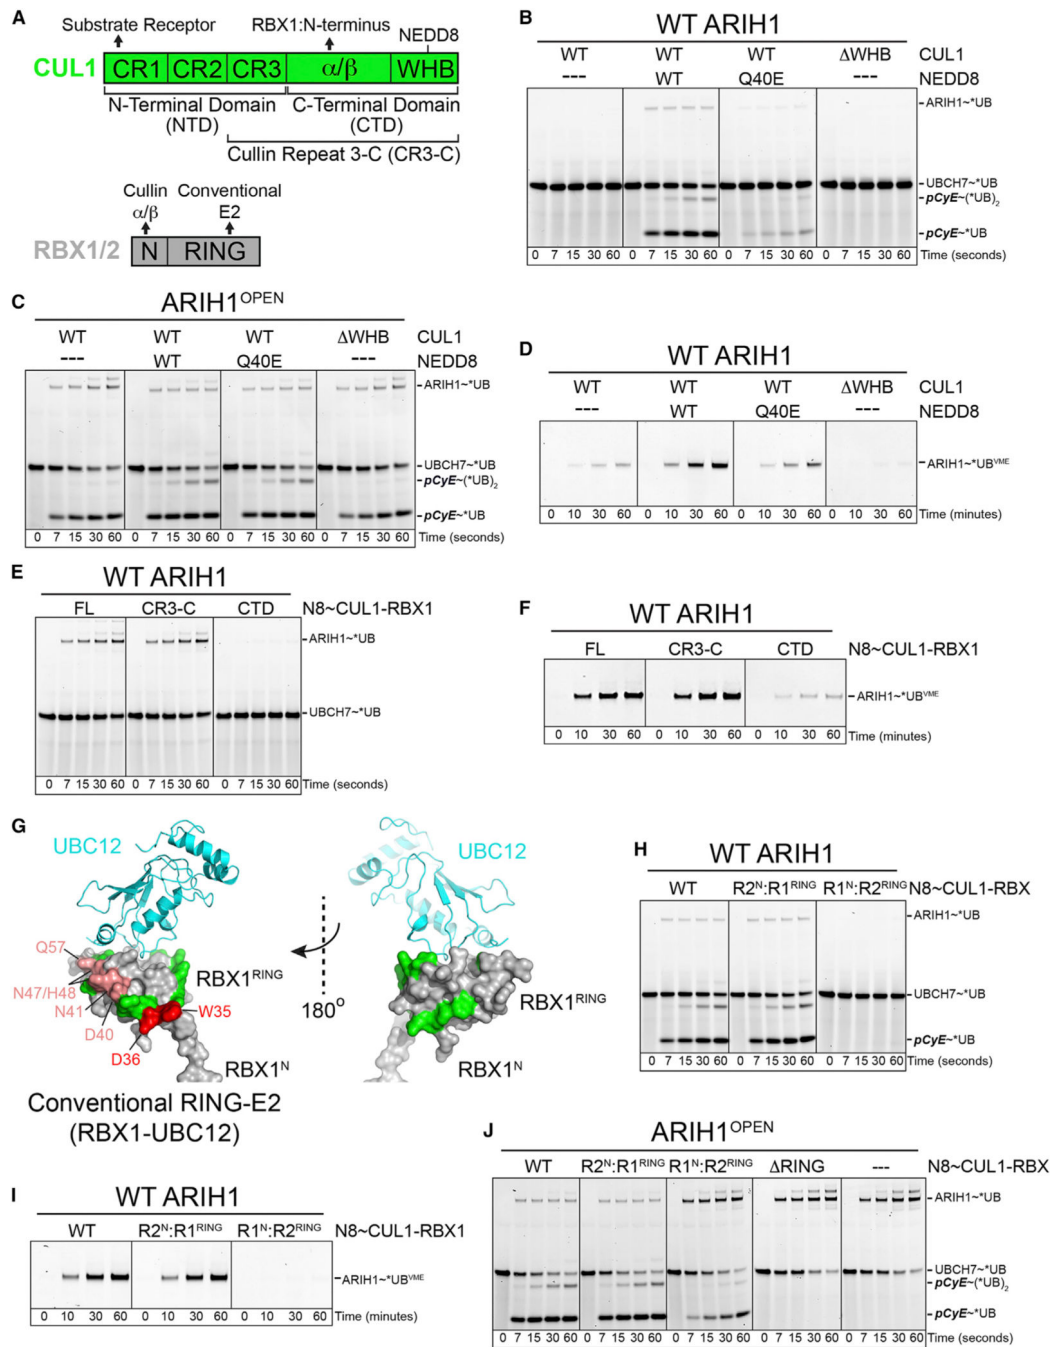 A
Substrate Receptor
RBX1:N-terminus
NEDD8
CUL1
CR1 CR2 CR3 α/β WHB
N-Terminal Domain (NTD)
C-Terminal Domain (CTD)
Cullin Repeat 3-C (CR3-C)
Cullin α/β
Conventional E2
RBX1/2
N RING
B
WT ARIH1
WT WT WT ΔWHB CUL1
--- WT Q40E --- NEDD8
ARIH1~*UB
UBCH7~*UB
pCyE~(*UB)2
pCyE~*UB
0 7 15 30 60 0 7 15 30 60 0 7 15 30 60 0 7 15 30 60 Time (seconds)
C
ARIH1OPEN
WT WT WT ΔWHB CUL1
--- WT Q40E --- NEDD8
ARIH1~*UB
UBCH7~*UB
pCyE~(*UB)2
pCyE~*UB
0 7 15 30 60 0 7 15 30 60 0 7 15 30 60 0 7 15 30 60 Time (seconds)
D
WT ARIH1
WT WT WT ΔWHB CUL1
--- WT Q40E --- NEDD8
ARIH1~*UBVME
0 10 30 60 0 10 30 60 0 10 30 60 0 10 30 60 Time (minutes)
E
WT ARIH1
FL CR3-C CTD N8~CUL1-RBX1
ARIH1~*UB
UBCH7~*UB
0 7 15 30 60 0 7 15 30 60 0 7 15 30 60 Time (seconds)
F
WT ARIH1
FL CR3-C CTD N8~CUL1-RBX1
ARIH1~*UBVME
0 10 30 60 0 10 30 60 0 10 30 60 Time (minutes)
G
UBC12
UBC12
Q57
N47/H48
N41
D40
D36
W35
RBX1RING
RBX1N
180o
RBX1RING
RBX1N
Conventional RING-E2
(RBX1-UBC12)
H
WT ARIH1
WT R2N:R1RING R1N:R2RING N8~CUL1-RBX
ARIH1~*UB
UBCH7~*UB
pCyE~*UB
0 7 15 30 60 0 7 15 30 60 0 7 15 30 60 Time (seconds)
I
WT ARIH1
WT R2N:R1RING R1N:R2RING N8~CUL1-RBX1
ARIH1~*UBVME
0 10 30 60 0 10 30 60 0 10 30 60 Time (minutes)
J
ARIH1OPEN
WT R2N:R1RING R1N:R2RING ΔRING --- N8~CUL1-RBX
ARIH1~*UB
UBCH7~*UB
pCyE~(*UB)2
pCyE~*UB
0 7 15 30 60 0 7 15 30 60 0 7 15 30 60 0 7 15 30 60 0 7 15 30 60 Time (seconds)